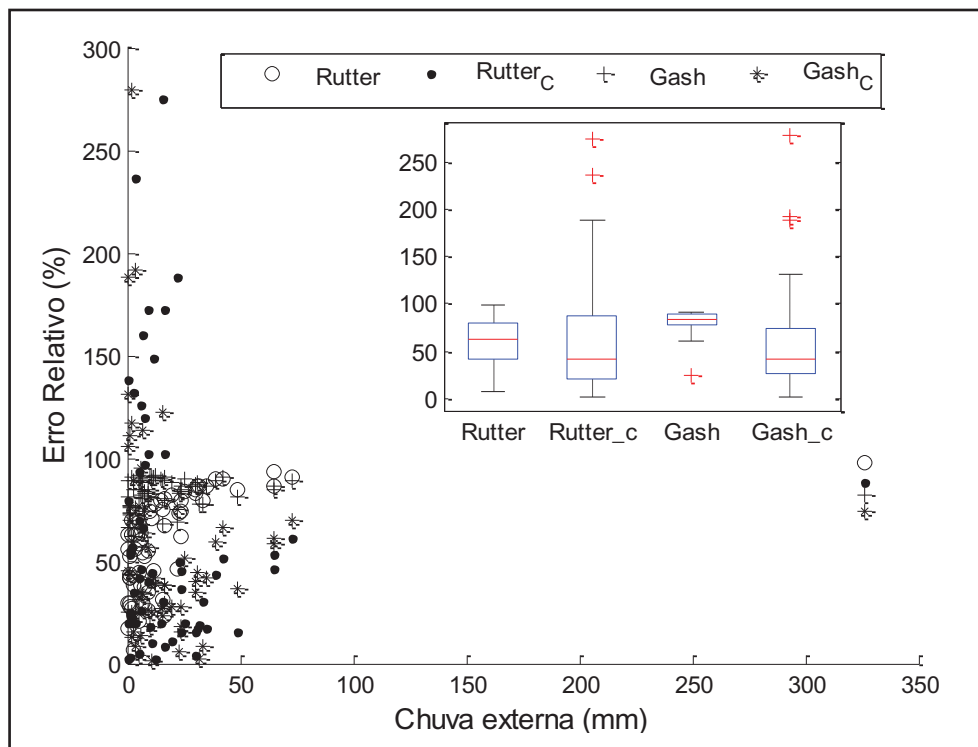 Rutter Rutter_C Gash Gash_C
300
250
200
150
100
50
0
Erro Relativo (%)
0 50 100 150 200 250 300 350
Chuva externa (mm)
250
200
150
100
50
0
Rutter Rutter_c Gash Gash_c